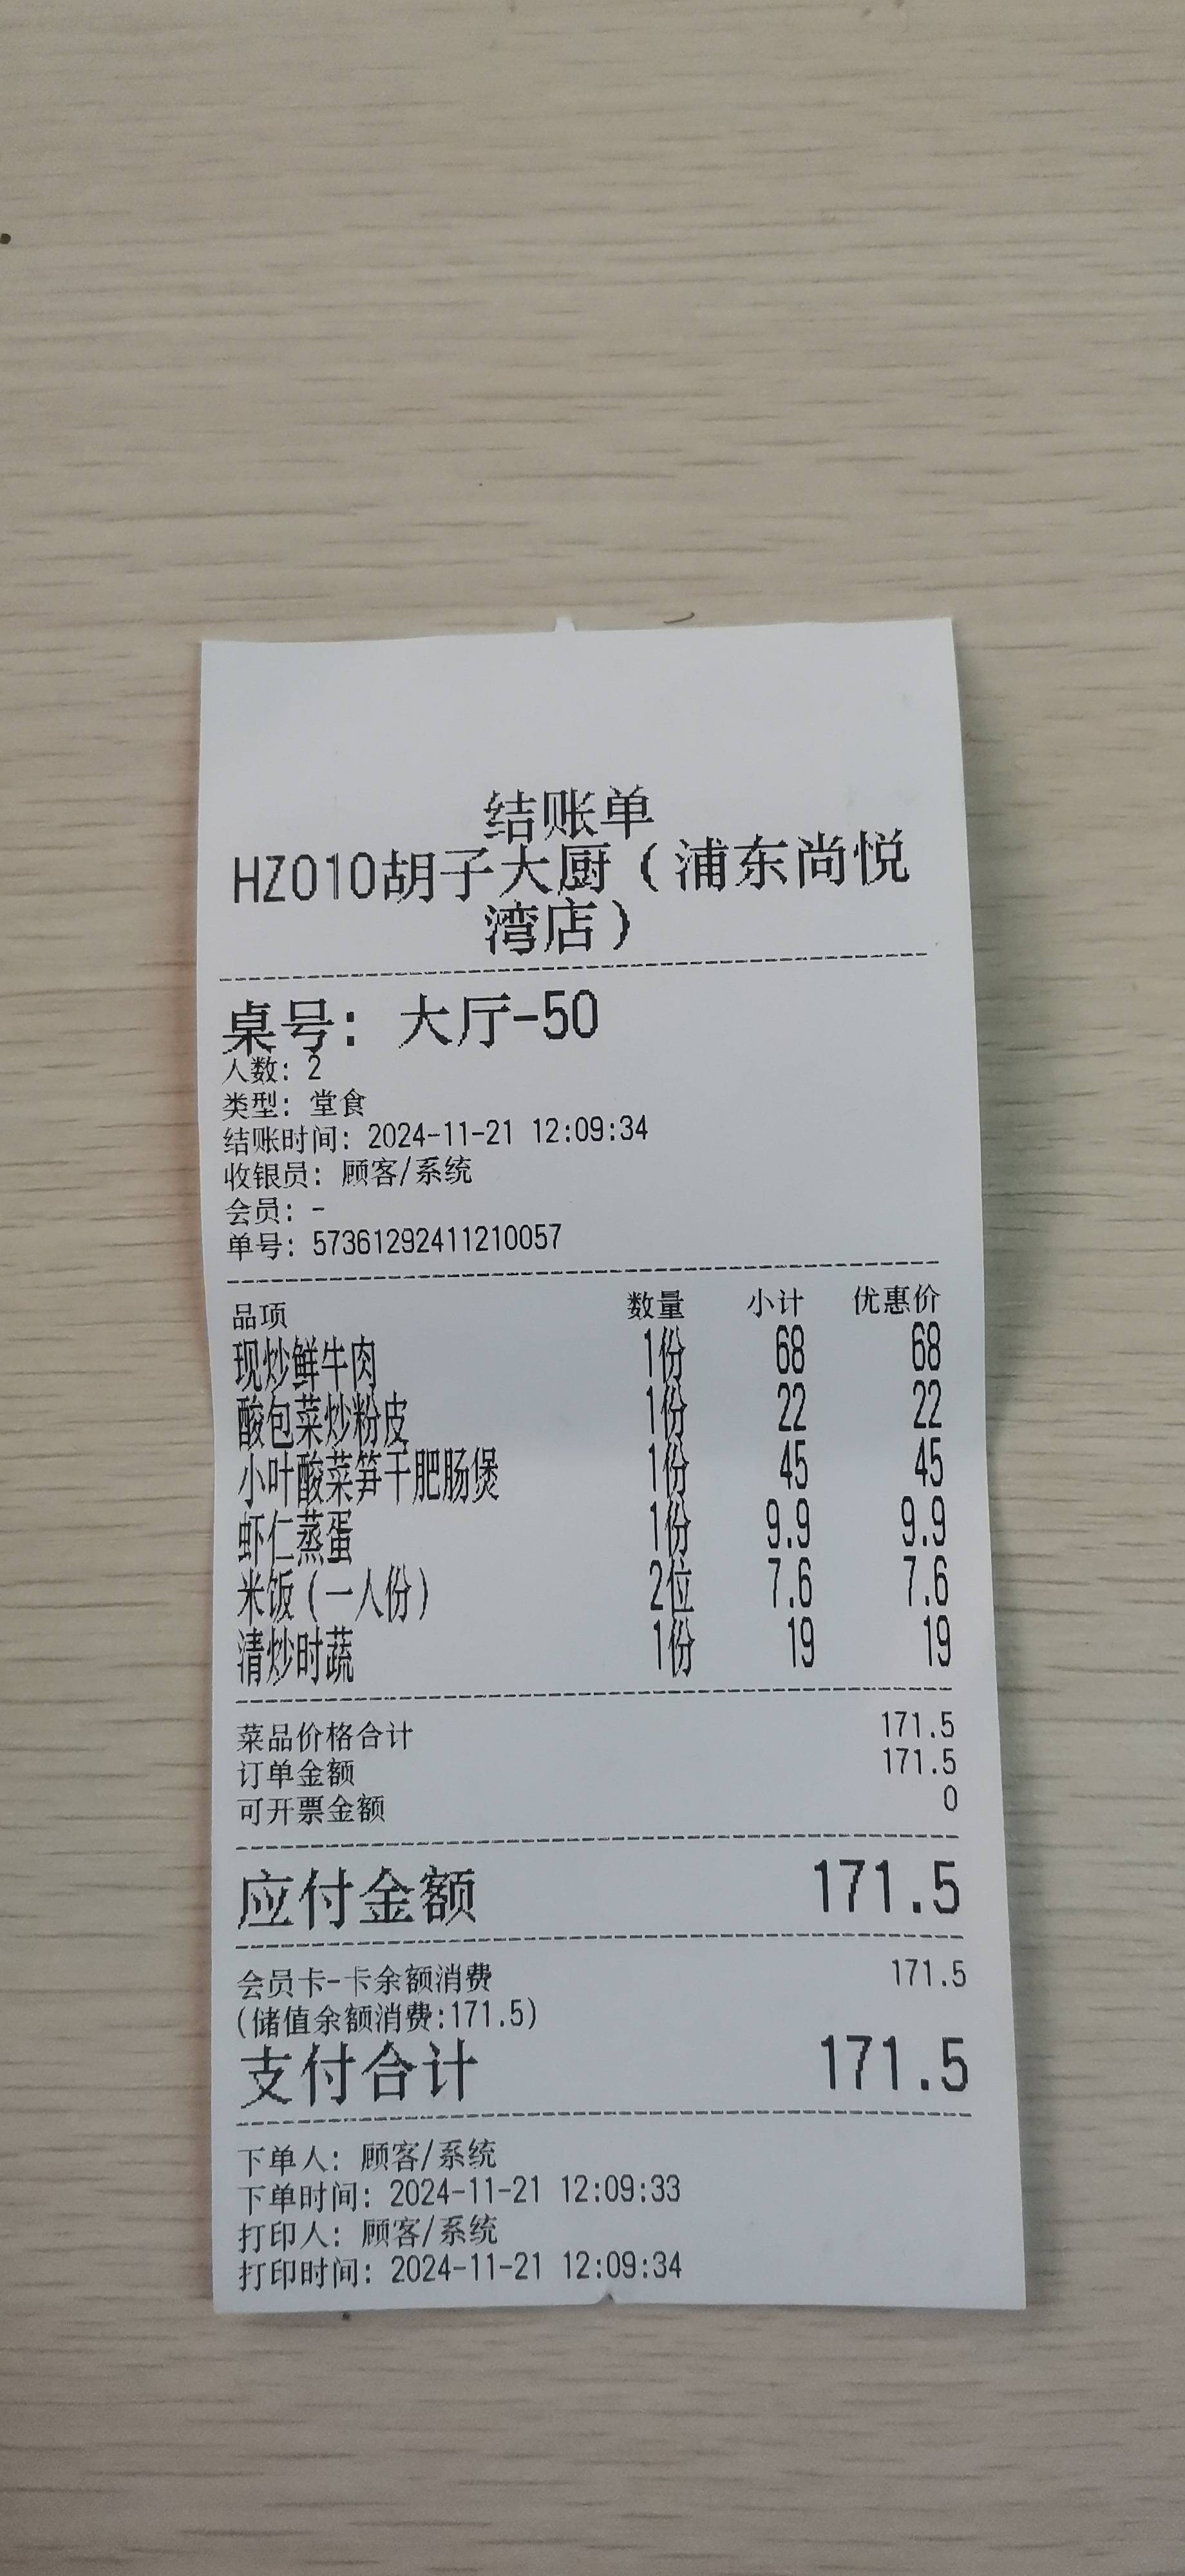 结账单
HZ010胡子大厨(浦东尚悦
湾店)
桌号: 大厅-50
人数: 2
类型: 堂食
结账时间: 2024-11-21 12:09:34
收银员: 顾客/系统
会员: -
单号: 57361292411210057
品项 数量 小计 优惠价
现炒鲜牛肉 1份 68 68
酸包菜炒粉皮 1份 22 22
小叶酸菜笋干肥肠煲 1份 45 45
虾仁蒸蛋 1份 9.9 9.9
米饭(一人份) 2位 7.6 7.6
清炒时蔬 1份 19 19
菜品价格合计 171.5
订单金额 171.5
可开票金额 0
应付金额 171.5
会员卡-卡余额消费 171.5
(储值余额消费:171.5)
支付合计 171.5
下单人: 顾客/系统
下单时间: 2024-11-21 12:09:33
打印人: 顾客/系统
打印时间: 2024-11-21 12:09:34